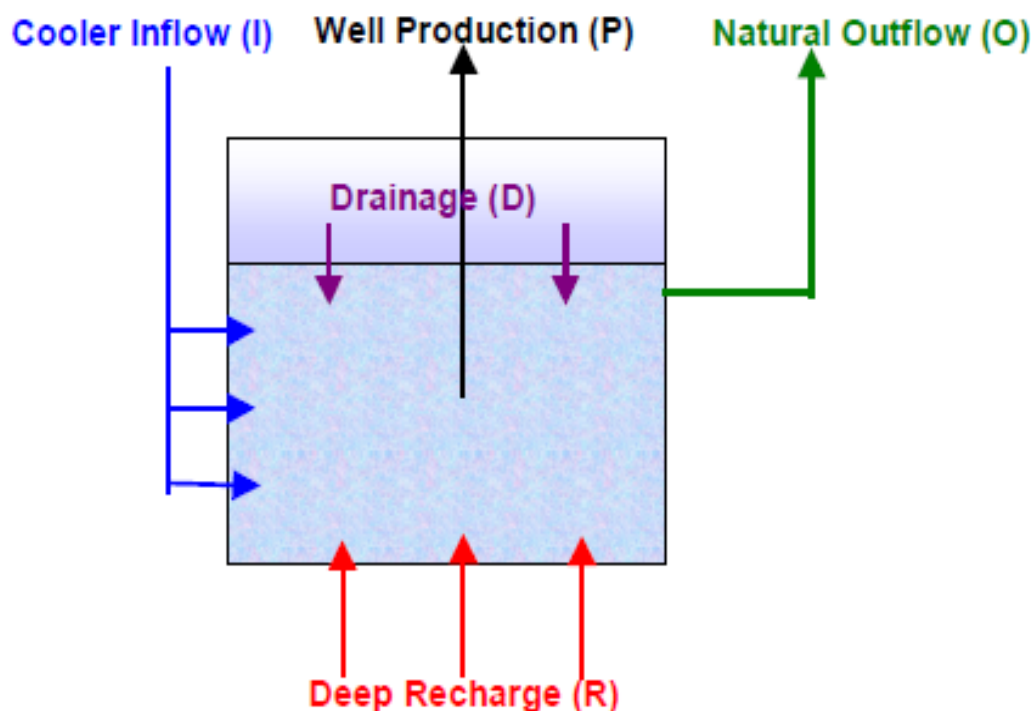 Cooler Inflow (I)
Well Production (P)
Natural Outflow (O)
Drainage (D)
Deep Recharge (R)